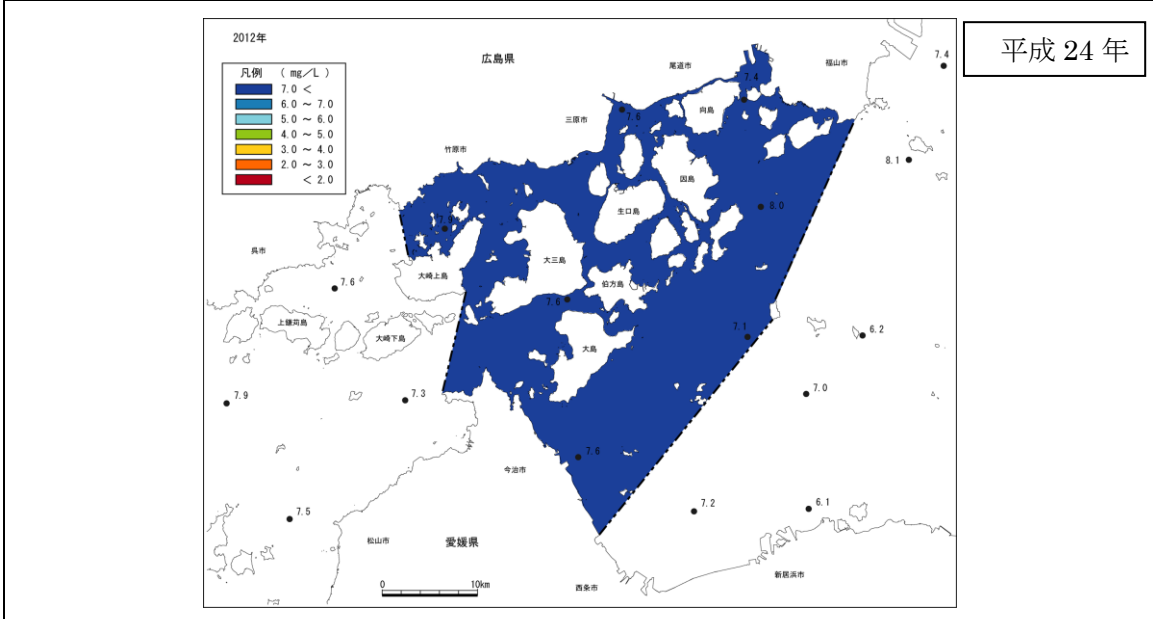 平成 24 年
2012年
広島県
凡例 ( mg/L )
7.0 <
6.0 ~ 7.0
5.0 ~ 6.0
4.0 ~ 5.0
3.0 ~ 4.0
2.0 ~ 3.0
< 2.0
尾道市
福山市
7.4
7.4
向島
7.6
三原市
竹原市
8.1
因島
生口島
8.0
7.9
呉市
大三島
大崎上島
伯方島
7.6
7.6
上鎌苅島
大崎下島
大島
7.1
6.2
7.9
7.3
7.0
7.6
今治市
7.5
7.2
6.1
松山市
愛媛県
新居浜市
0 10km
西条市